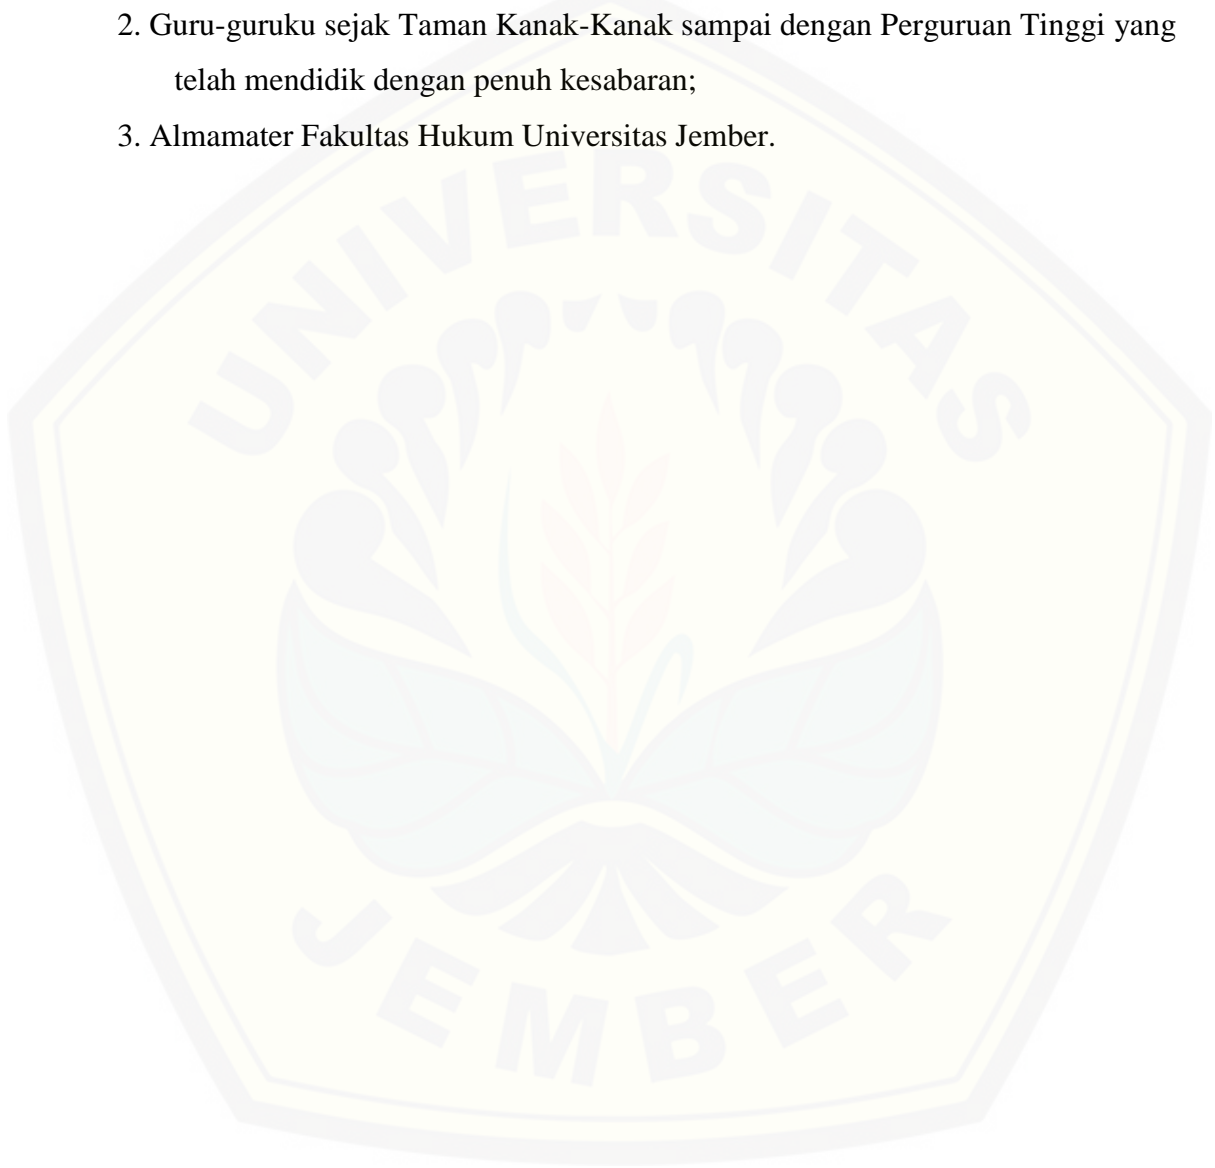 2. Guru-guruku sejak Taman Kanak-Kanak sampai dengan Perguruan Tinggi yang
telah mendidik dengan penuh kesabaran;
3. Almamater Fakultas Hukum Universitas Jember.
UNIVERSITAS
JEMBER